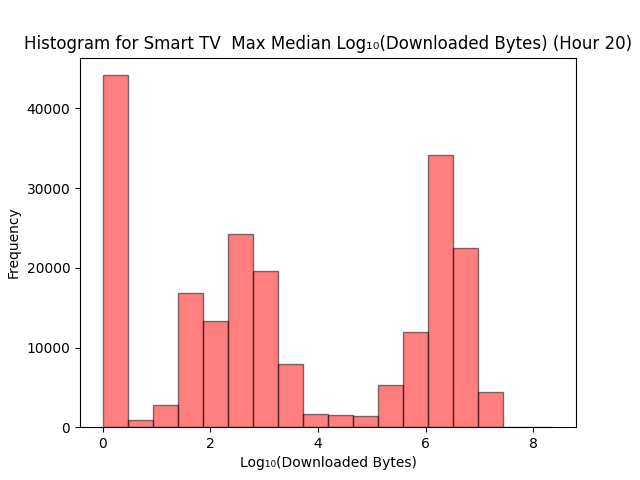 Histogram for Smart TV  Max Median Log₁₀(Downloaded Bytes) (Hour 20)
Frequency
40000
30000
20000
10000
0
0 2 4 6 8
Log₁₀(Downloaded Bytes)